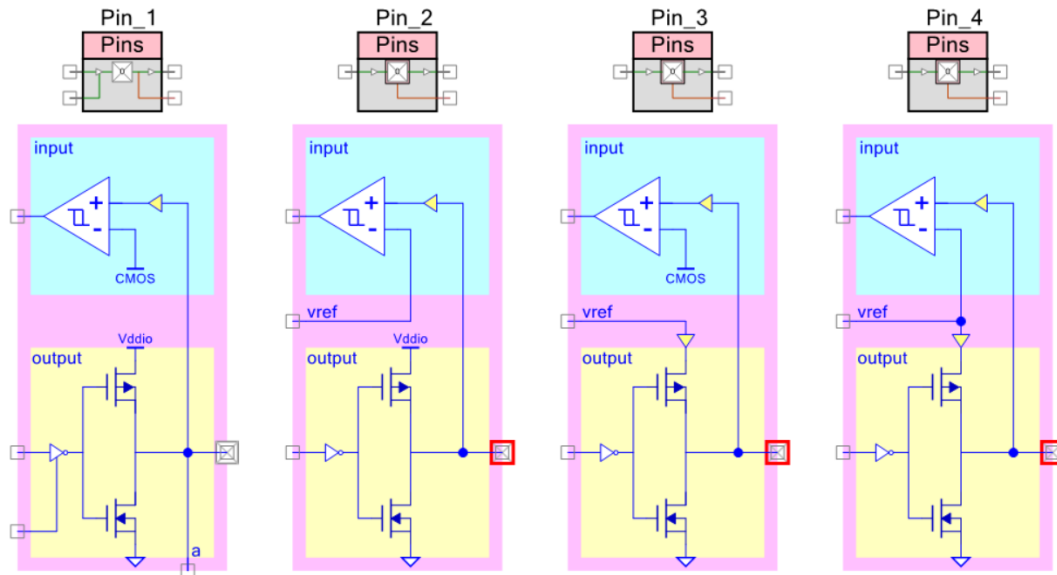 Pin_1
Pins
input
+
-
CMOS
Vddio
output
a
Pin_2
Pins
input
+
-
vref
Vddio
output
Pin_3
Pins
input
+
-
CMOS
vref
output
Pin_4
Pins
input
+
-
vref
output